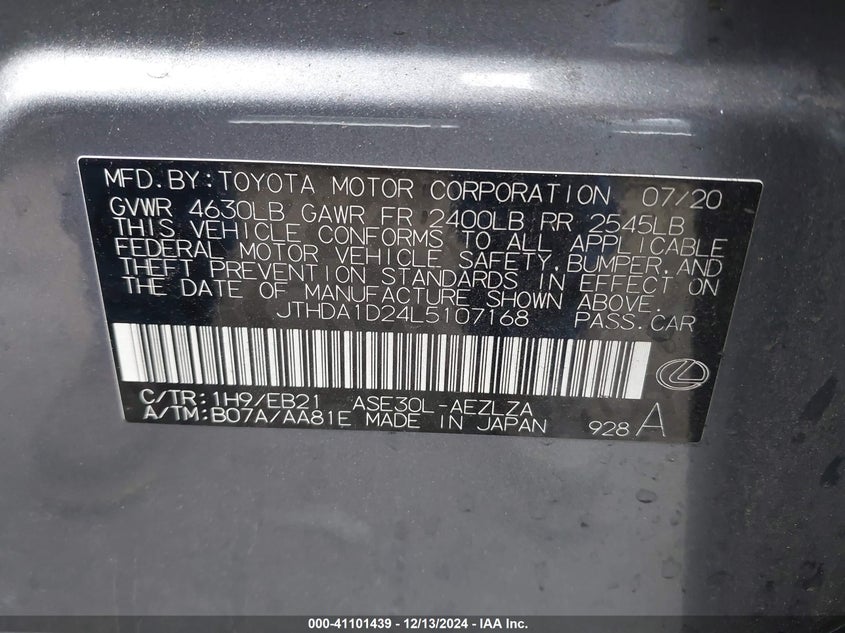 MFD.BY:TOYOTA MOTOR CORPORATION 07/20
GVWR 4630LB GAWR FR 2400LB RR 2545LB
THIS VEHICLE CONFORMS TO ALL APPLICABLE
FEDERAL MOTOR VEHICLE SAFETY,BUMPER,AND
THEFT PREVENTION STANDARDS IN EFFECT ON
THE DATE OF MANUFACTURE SHOWN ABOVE.
JTHDA1D24L5107168 PASS.CAR
C/TR:1H9/EB21 ASE30L-AEZLZA
A/TM:B07A/AA81E MADE IN JAPAN 928 A
000-41101439 - 12/13/2024 - IAA Inc.